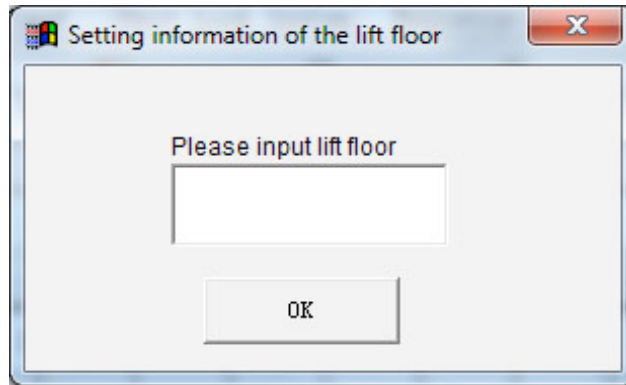 Setting information of the lift floor
Please input lift floor
OK